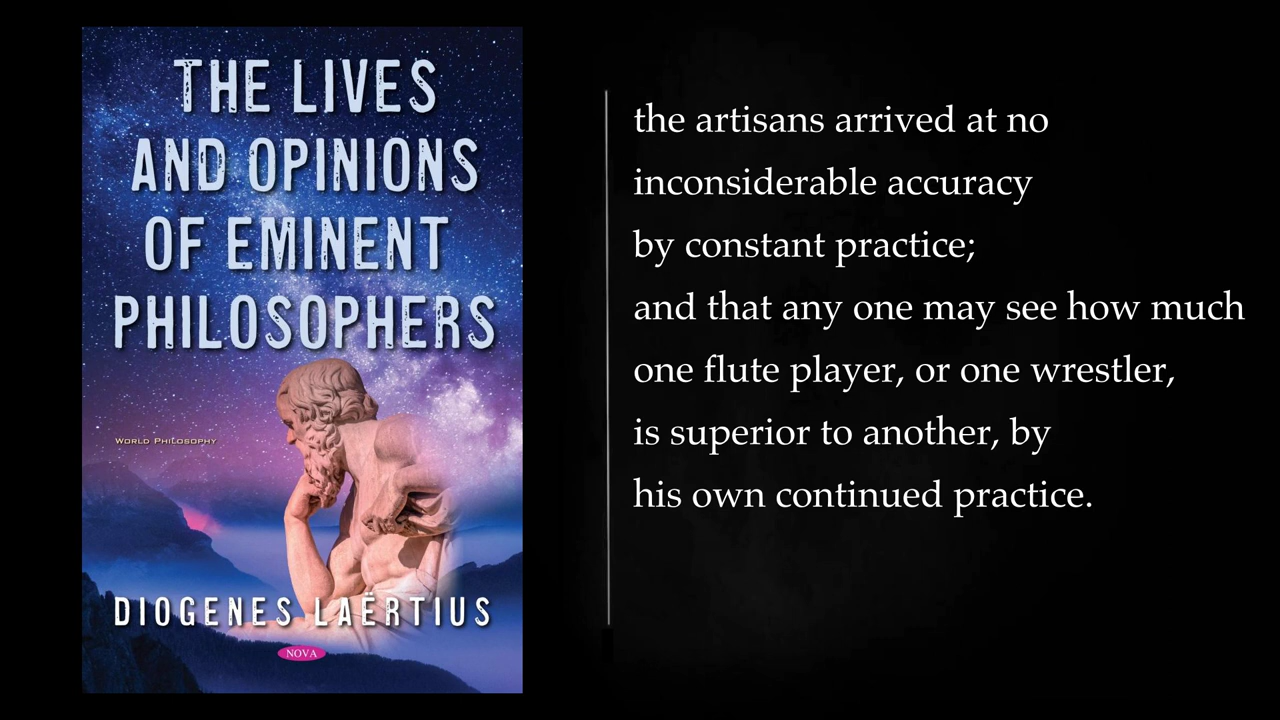 THE LIVES
AND OPINIONS
OF EMINENT
PHILOSOPHERS
WORLD PHILOSOPHY
DIOGENES LAËRTIUS
NOVA
the artisans arrived at no
inconsiderable accuracy
by constant practice;
and that any one may see how much
one flute player, or one wrestler,
is superior to another, by
his own continued practice.